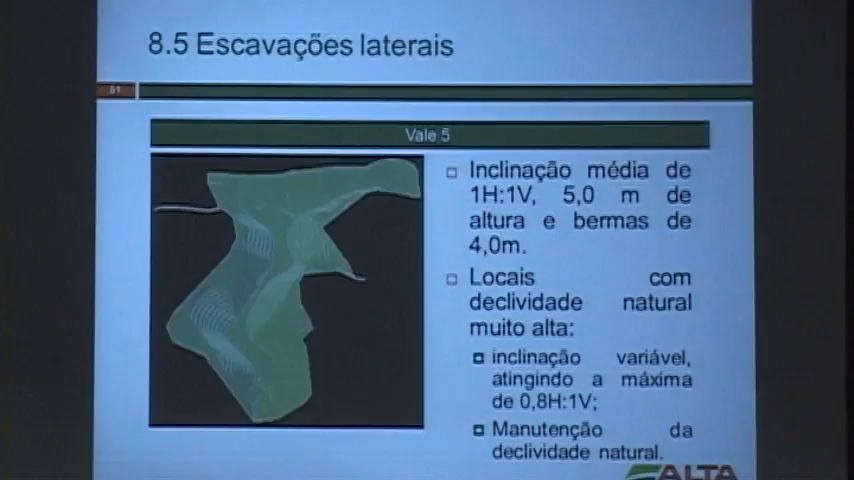 8.5 Escavações laterais
51
Vale 5
Inclinação média de
1H:1V, 5,0 m de
altura e bermas de
4,0m.
Locais com
declividade natural
muito alta:
inclinação variável,
atingindo a máxima
de 0,8H:1V;
Manutenção da
declividade natural.
ALTA